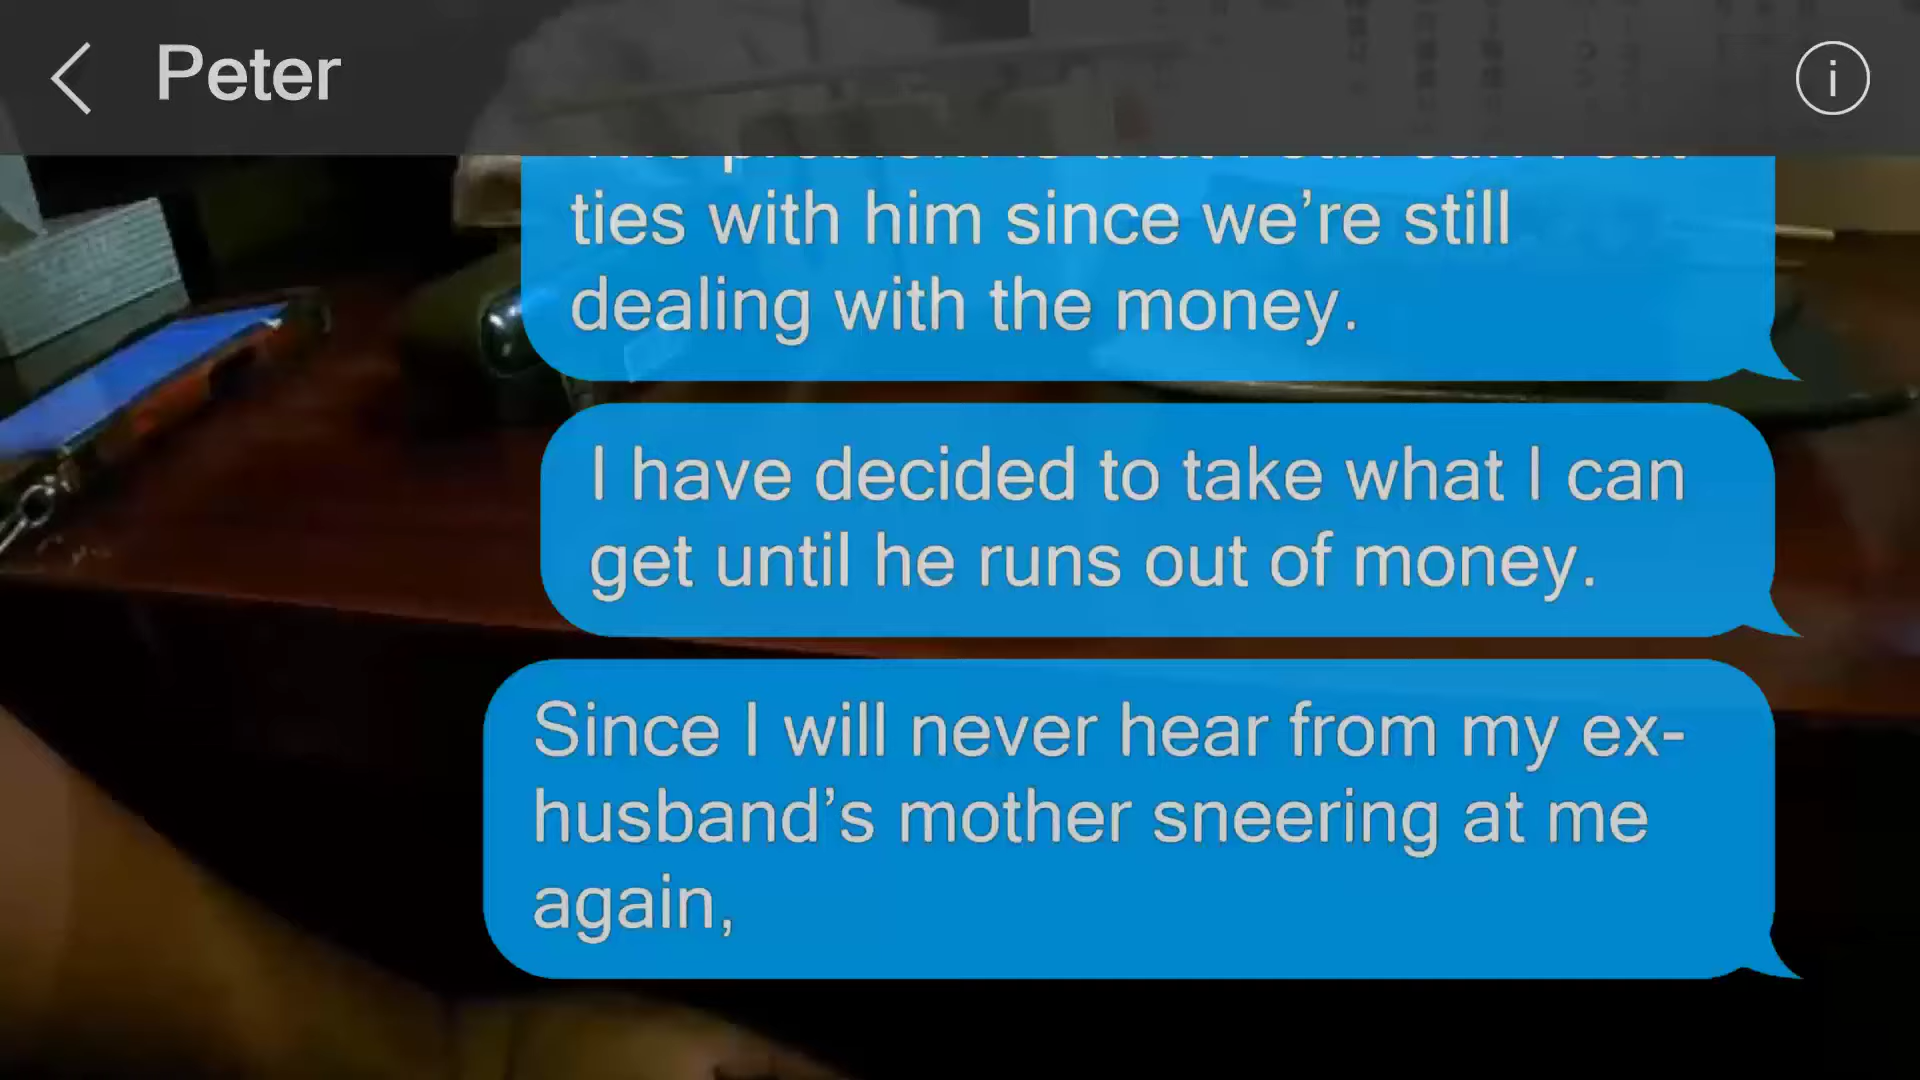 Peter
ties with him since we’re still
dealing with the money.
I have decided to take what I can
get until he runs out of money.
Since I will never hear from my ex-
husband’s mother sneering at me
again,